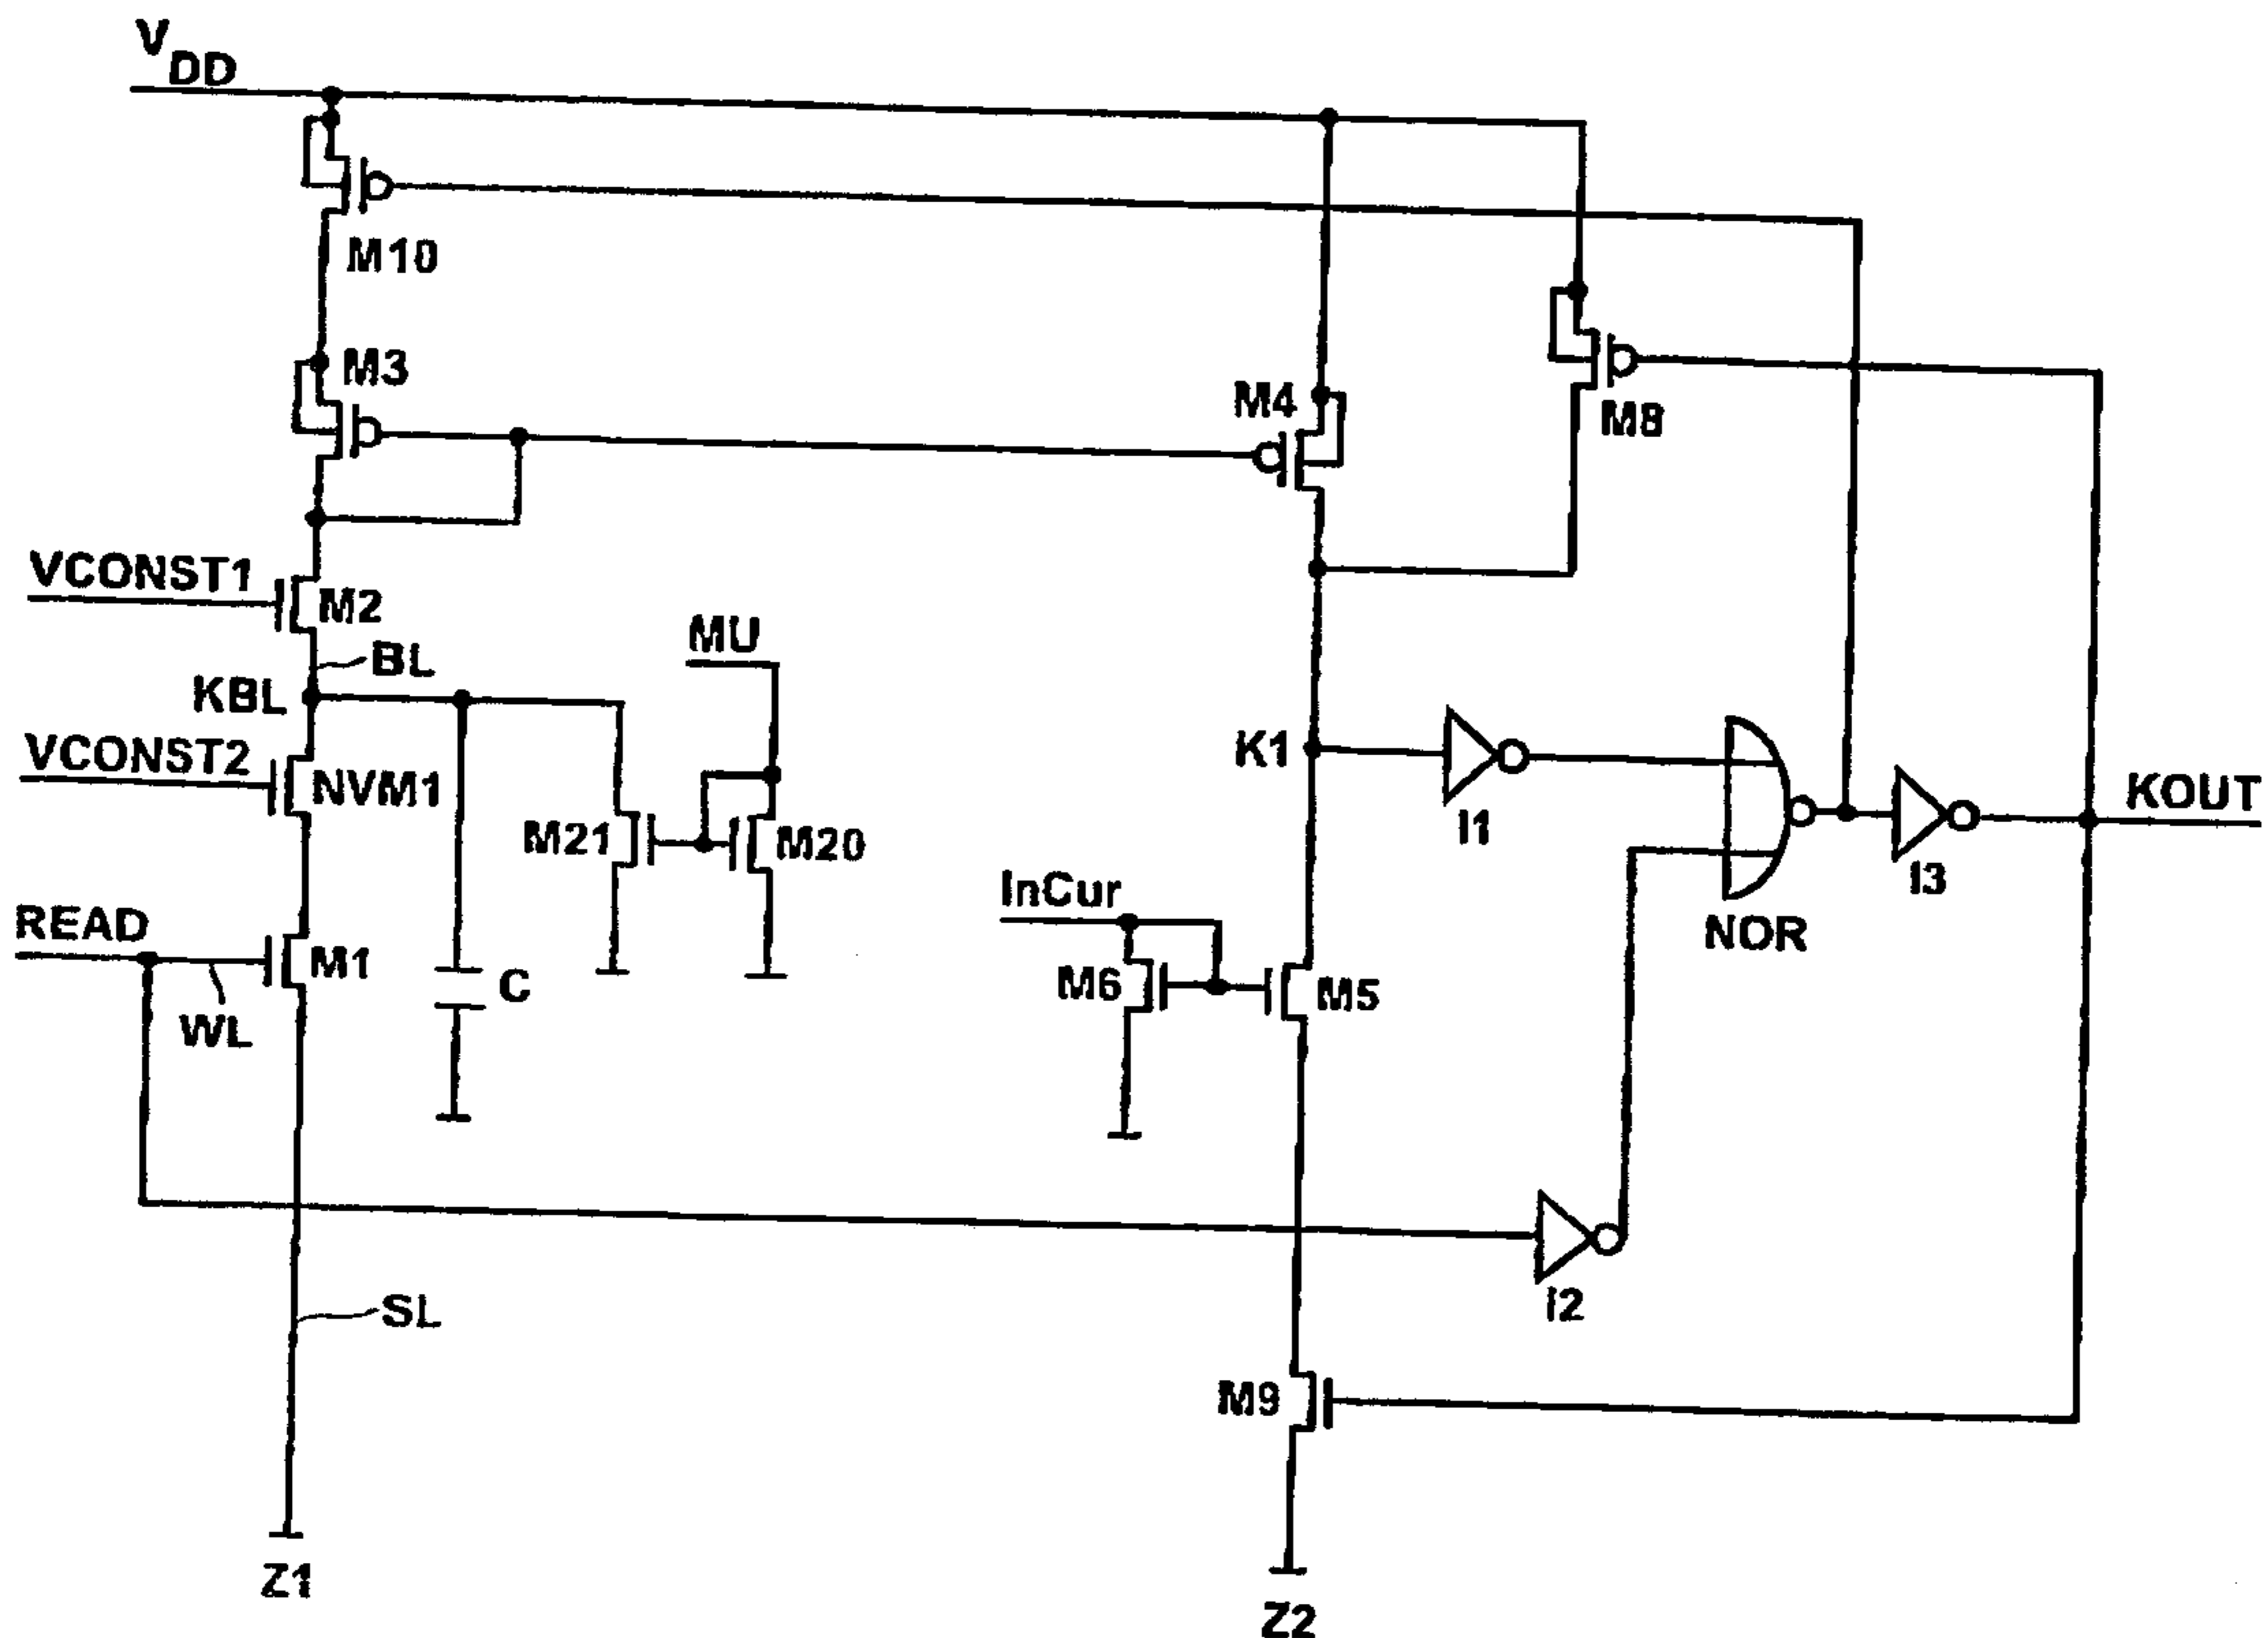 VDD
M10
M3
M4
M8
VCONST1
M2
MU
BL
KBL
VCONST2
NVM1
K1
KOUT
M21
M20
I1
I3
InCur
NOR
READ
M1
C
M6
M5
WL
I2
SL
M9
Z1
Z2